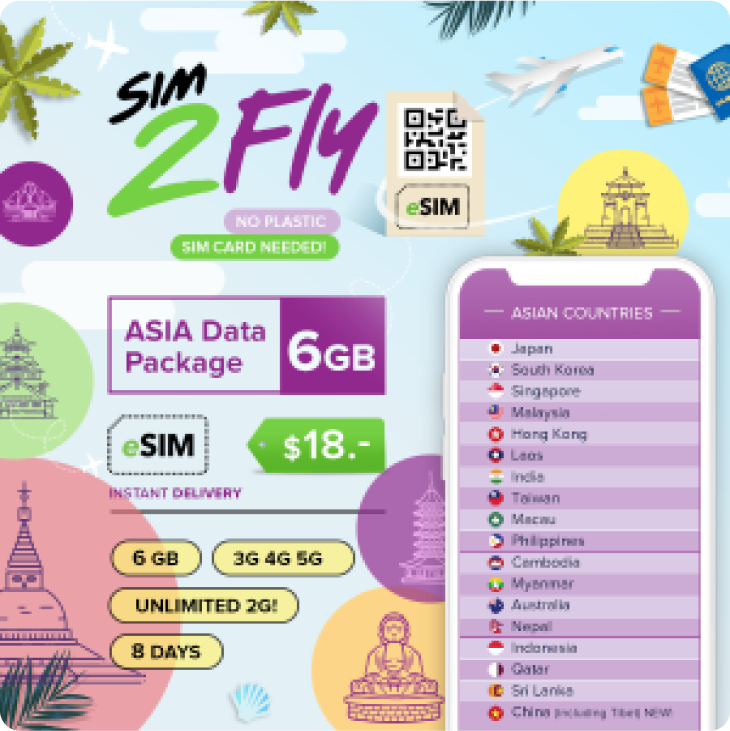 SIM
2Fly
eSIM
NO PLASTIC
SIM CARD NEEDED!
ASIA Data
Package
6GB
eSIM
$18.-
INSTANT DELIVERY
6 GB
3G 4G 5G
UNLIMITED 2G!
8 DAYS
ASIAN COUNTRIES
Japan
South Korea
Singapore
Malaysia
Hong Kong
Laos
India
Taiwan
Macau
Philippines
Cambodia
Myanmar
Australia
Nepal
Indonesia
Qatar
Sri Lanka
China (including Tibet) NEW!